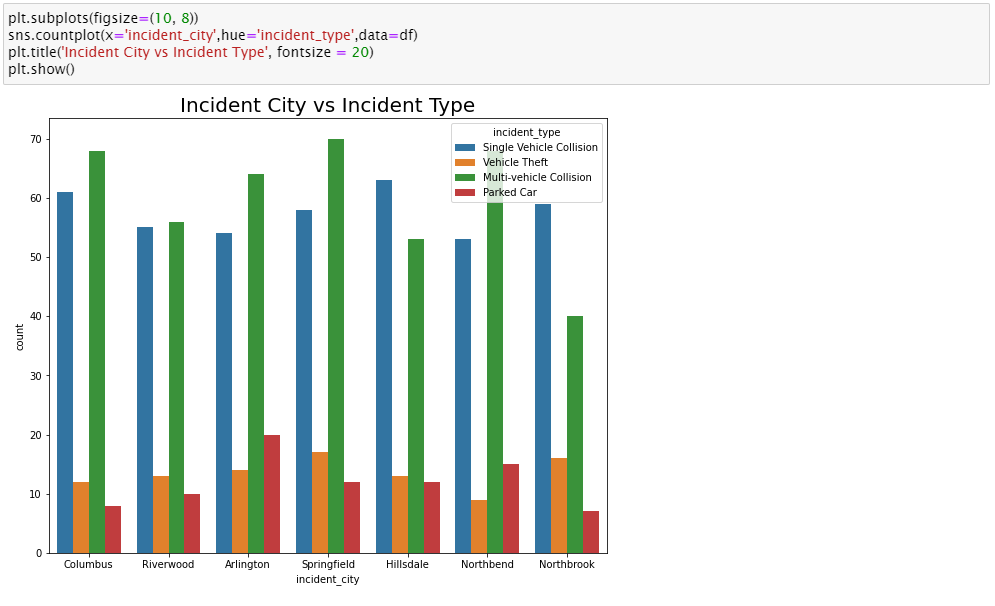 plt.subplots(figsize=(10, 8))
sns.countplot(x='incident_city',hue='incident_type',data=df)
plt.title('Incident City vs Incident Type', fontsize = 20)
plt.show()
Incident City vs Incident Type
incident_type
Single Vehicle Collision
Vehicle Theft
Multi-vehicle Collision
Parked Car
70
60
50
40
30
20
10
0
count
Columbus Riverwood Arlington Springfield Hillsdale Northbend Northbrook
incident_city